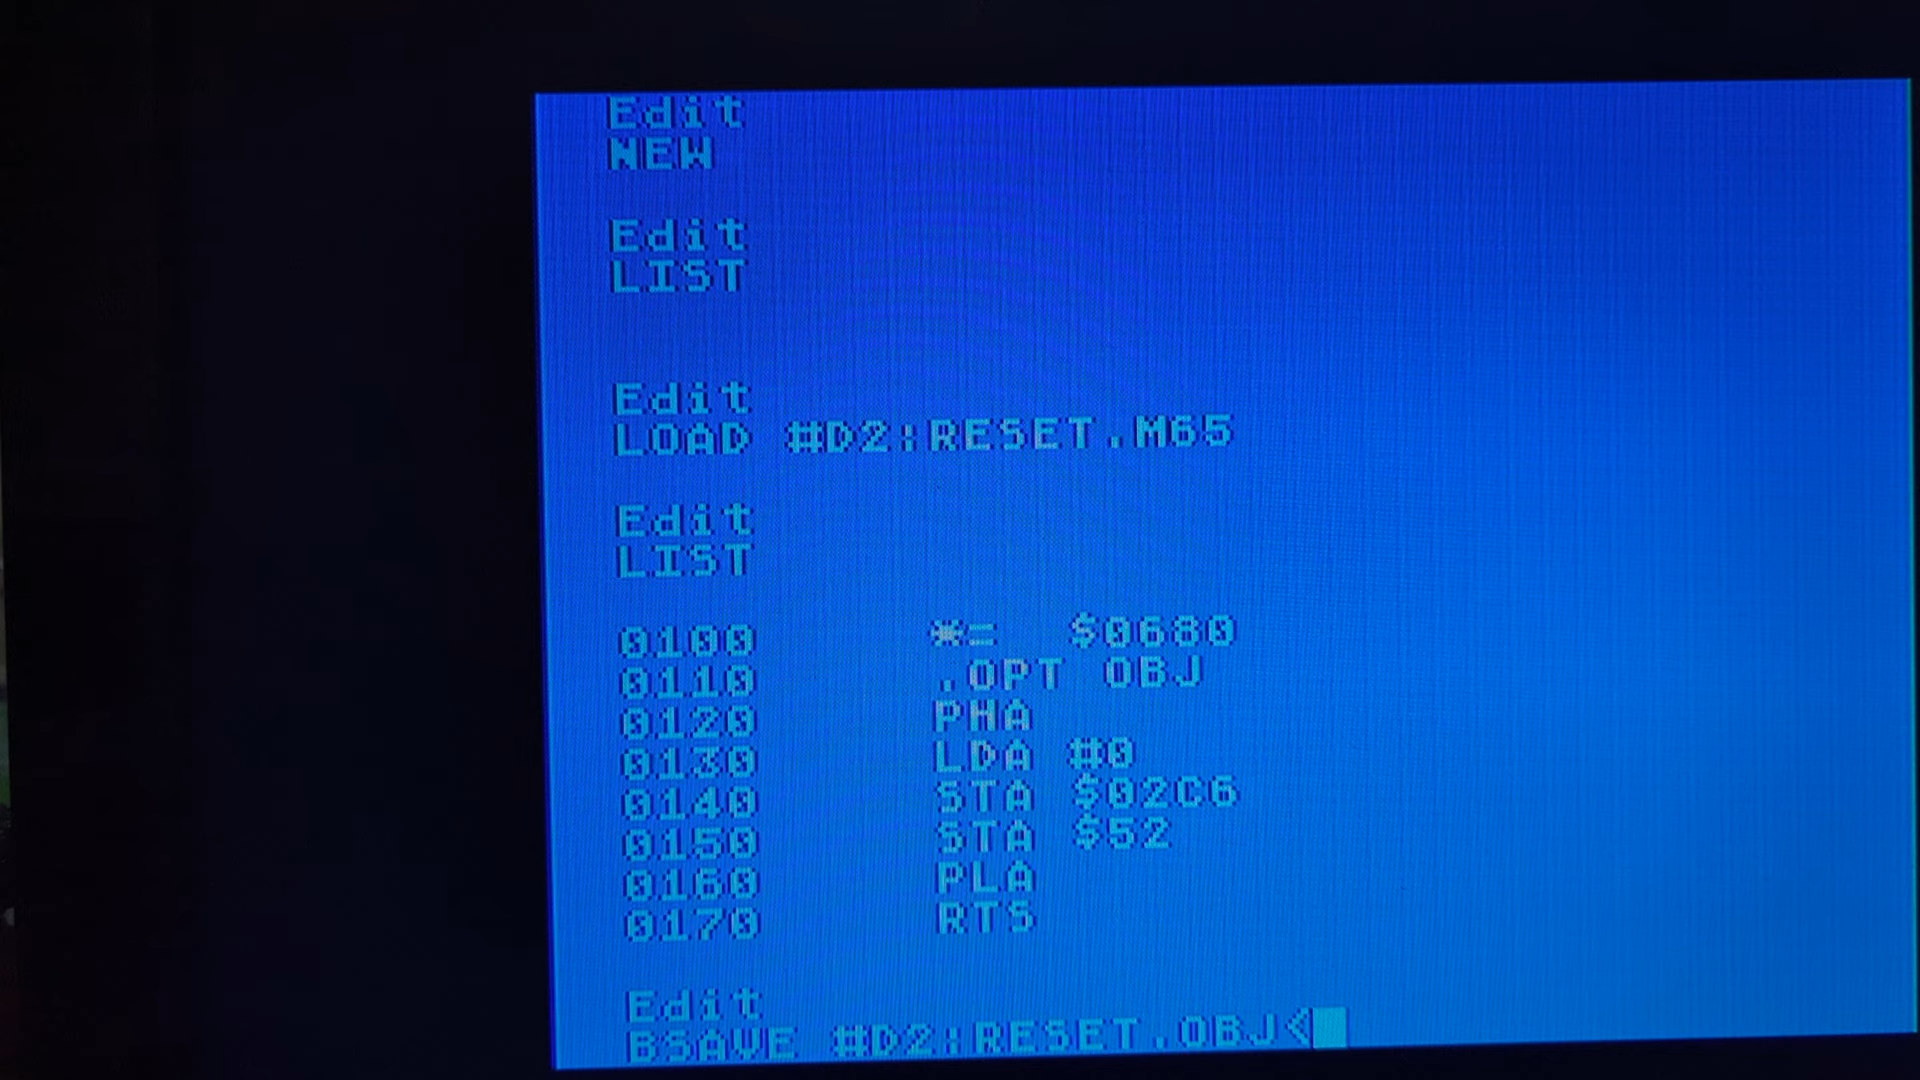 Edit
NEW
Edit
LIST
Edit
LOAD #D2:RESET.M65
Edit
LIST
0100 *= $0680
0110 .OPT OBJ
0120 PHA
0130 LDA #0
0140 STA $02C6
0150 STA $52
0160 PLA
0170 RTS
Edit
BSAVE #D2:RESET.OBJ<